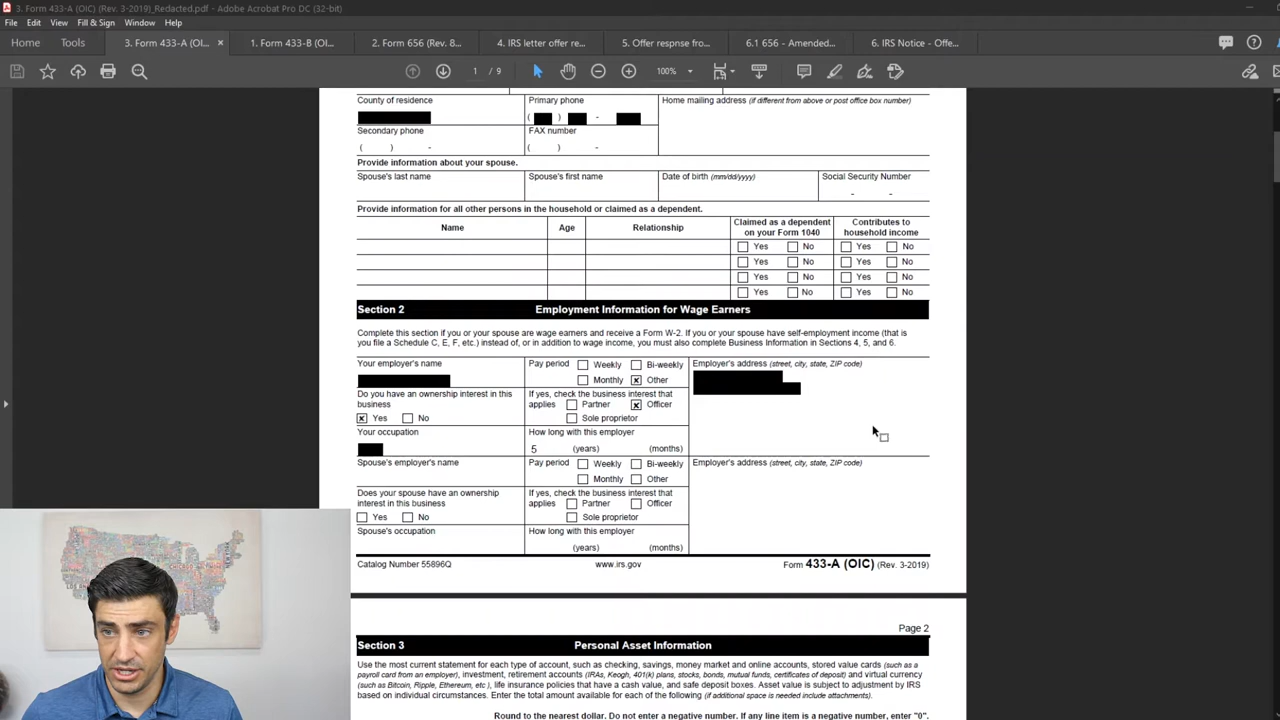 3. Form 433-A (OIC) (Rev. 3-2019)_Redacted.pdf - Adobe Acrobat Pro DC (32-bit)
File Edit View Fill & Sign Window Help
Home Tools 3. Form 433-A (OI... × 1. Form 433-B (OI... 2. Form 656 (Rev. 8... 4. IRS letter offer re... 5. Offer respnse fro... 6.1 656 - Amended... 6. IRS Notice - Offe...
1 / 9 100%
County of residence Primary phone Home mailing address (if different from above or post office box number)
( ) -
Secondary phone FAX number
( ) - ( ) -
Provide information about your spouse.
Spouse's last name Spouse's first name Date of birth (mm/dd/yyyy) Social Security Number
- -
Provide information for all other persons in the household or claimed as a dependent.
Name Age Relationship Claimed as a dependent on your Form 1040 Contributes to household income
Yes No Yes No
Yes No Yes No
Yes No Yes No
Yes No Yes No
Section 2 Employment Information for Wage Earners
Complete this section if you or your spouse are wage earners and receive a Form W-2. If you or your spouse have self-employment income (that is
you file a Schedule C, E, F, etc.) instead of, or in addition to wage income, you must also complete Business Information in Sections 4, 5, and 6.
Your employer's name Pay period Weekly Bi-weekly Employer's address (street, city, state, ZIP code)
Monthly Other
Do you have an ownership interest in this If yes, check the business interest that
business applies Partner Officer
Yes No Sole proprietor
Your occupation How long with this employer
5 (years) (months)
Spouse's employer's name Pay period Weekly Bi-weekly Employer's address (street, city, state, ZIP code)
Monthly Other
Does your spouse have an ownership If yes, check the business interest that
interest in this business applies Partner Officer
Yes No Sole proprietor
Spouse's occupation How long with this employer
(years) (months)
Catalog Number 55896Q www.irs.gov Form 433-A (OIC) (Rev. 3-2019)
Page 2
Section 3 Personal Asset Information
Use the most current statement for each type of account, such as checking, savings, money market and online accounts, stored value cards (such as a
payroll card from an employer), investment, retirement accounts (IRAs, Keogh, 401(k) plans, stocks, bonds, mutual funds, certificates of deposit) and virtual currency
(such as Bitcoin, Ripple, Ethereum, etc.), life insurance policies that have a cash value, and safe deposit boxes. Asset value is subject to adjustment by IRS
based on individual circumstances. Enter the total amount available for each of the following (if additional space is needed include attachments).
Round to the nearest dollar. Do not enter a negative number. If any line item is a negative number, enter "0".